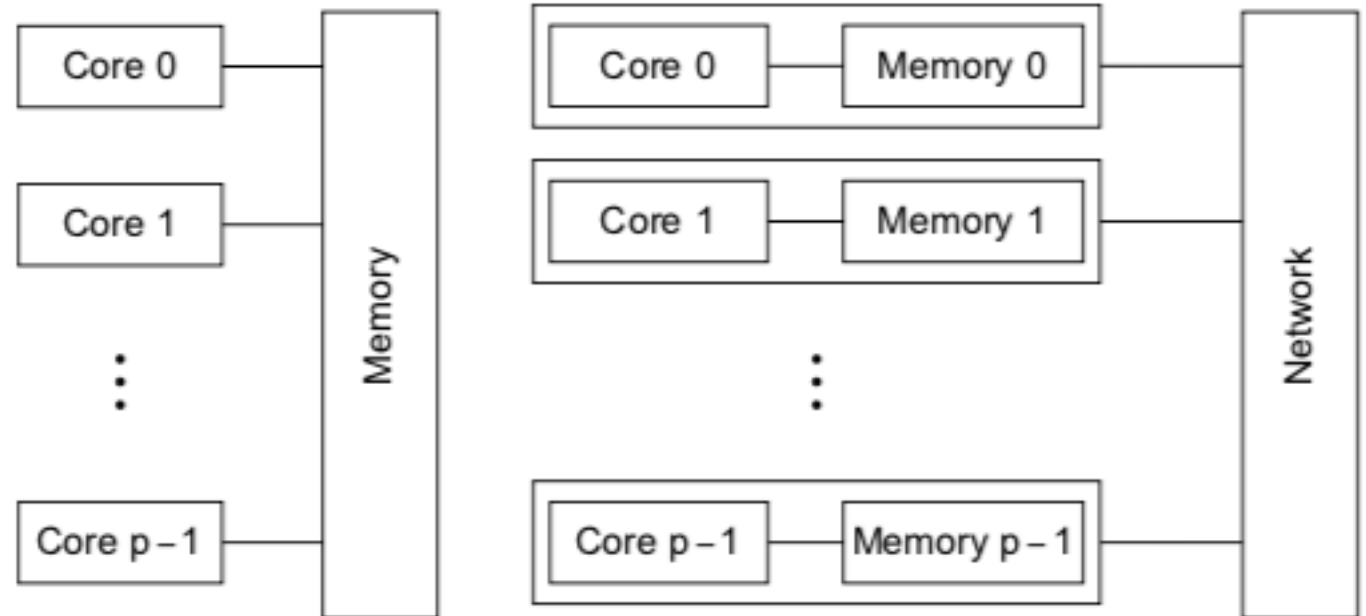 Core 0
Core 1
Core p−1
Memory
Core 0
Memory 0
Core 1
Memory 1
Core p−1
Memory p−1
Network